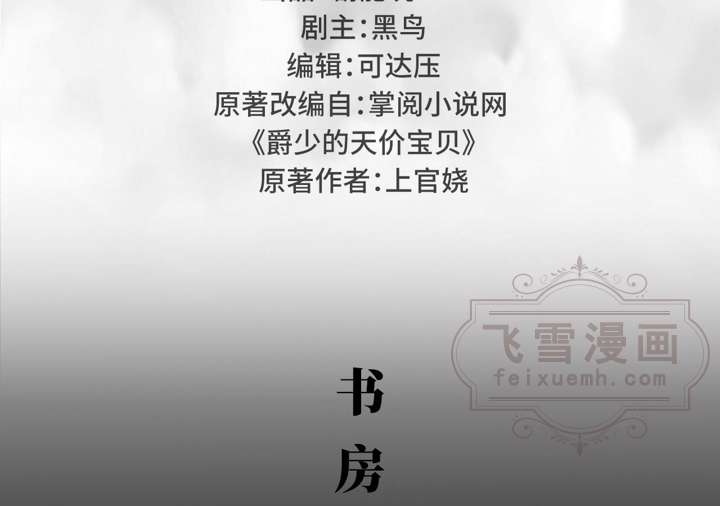 剧主：黑鸟
编辑：可达压
原著改编自：掌阅小说网
《爵少的天价宝贝》
原著作者：上官娆
飞雪漫画
feixuemh.com
书
房